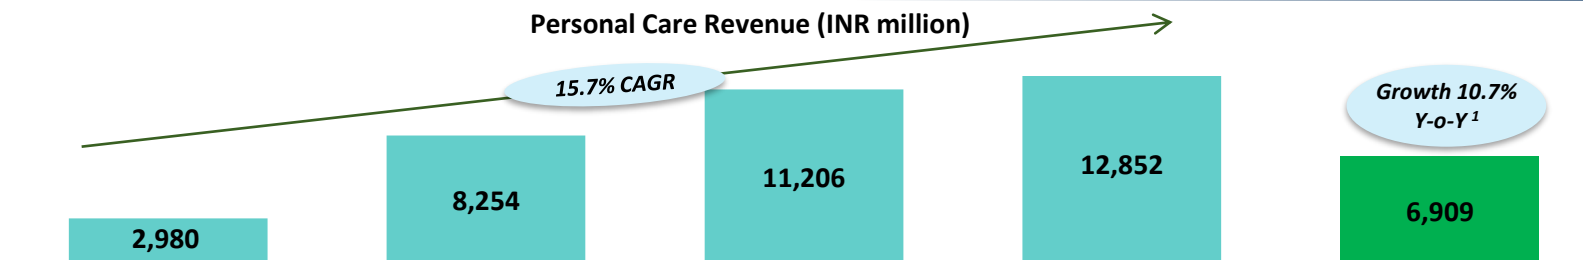 Personal Care Revenue (INR million)
15.7% CAGR
Growth 10.7%
Y-o-Y 1
2,980
8,254
11,206
12,852
6,909